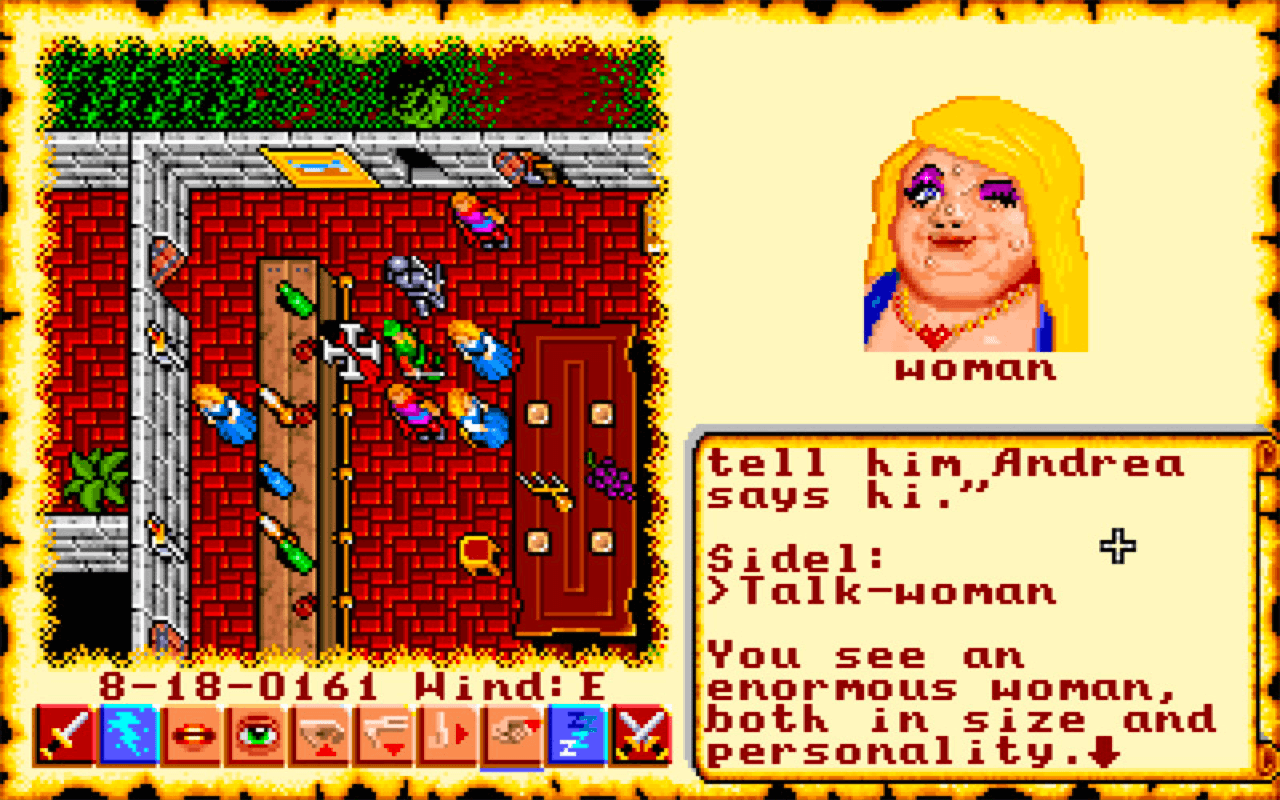 woman
tell him Andrea
says hi.”
Sidel:
>Talk-woman
You see an
enormous woman,
both in size and
personality.
8-18-0161 Wind:E